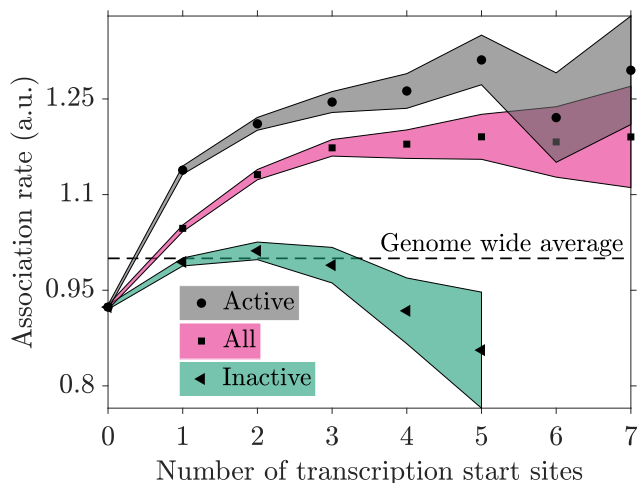 Association rate (a.u.)
1.25
1.1
0.95
0.8
Genome wide average
Active
All
Inactive
0 1 2 3 4 5 6 7
Number of transcription start sites